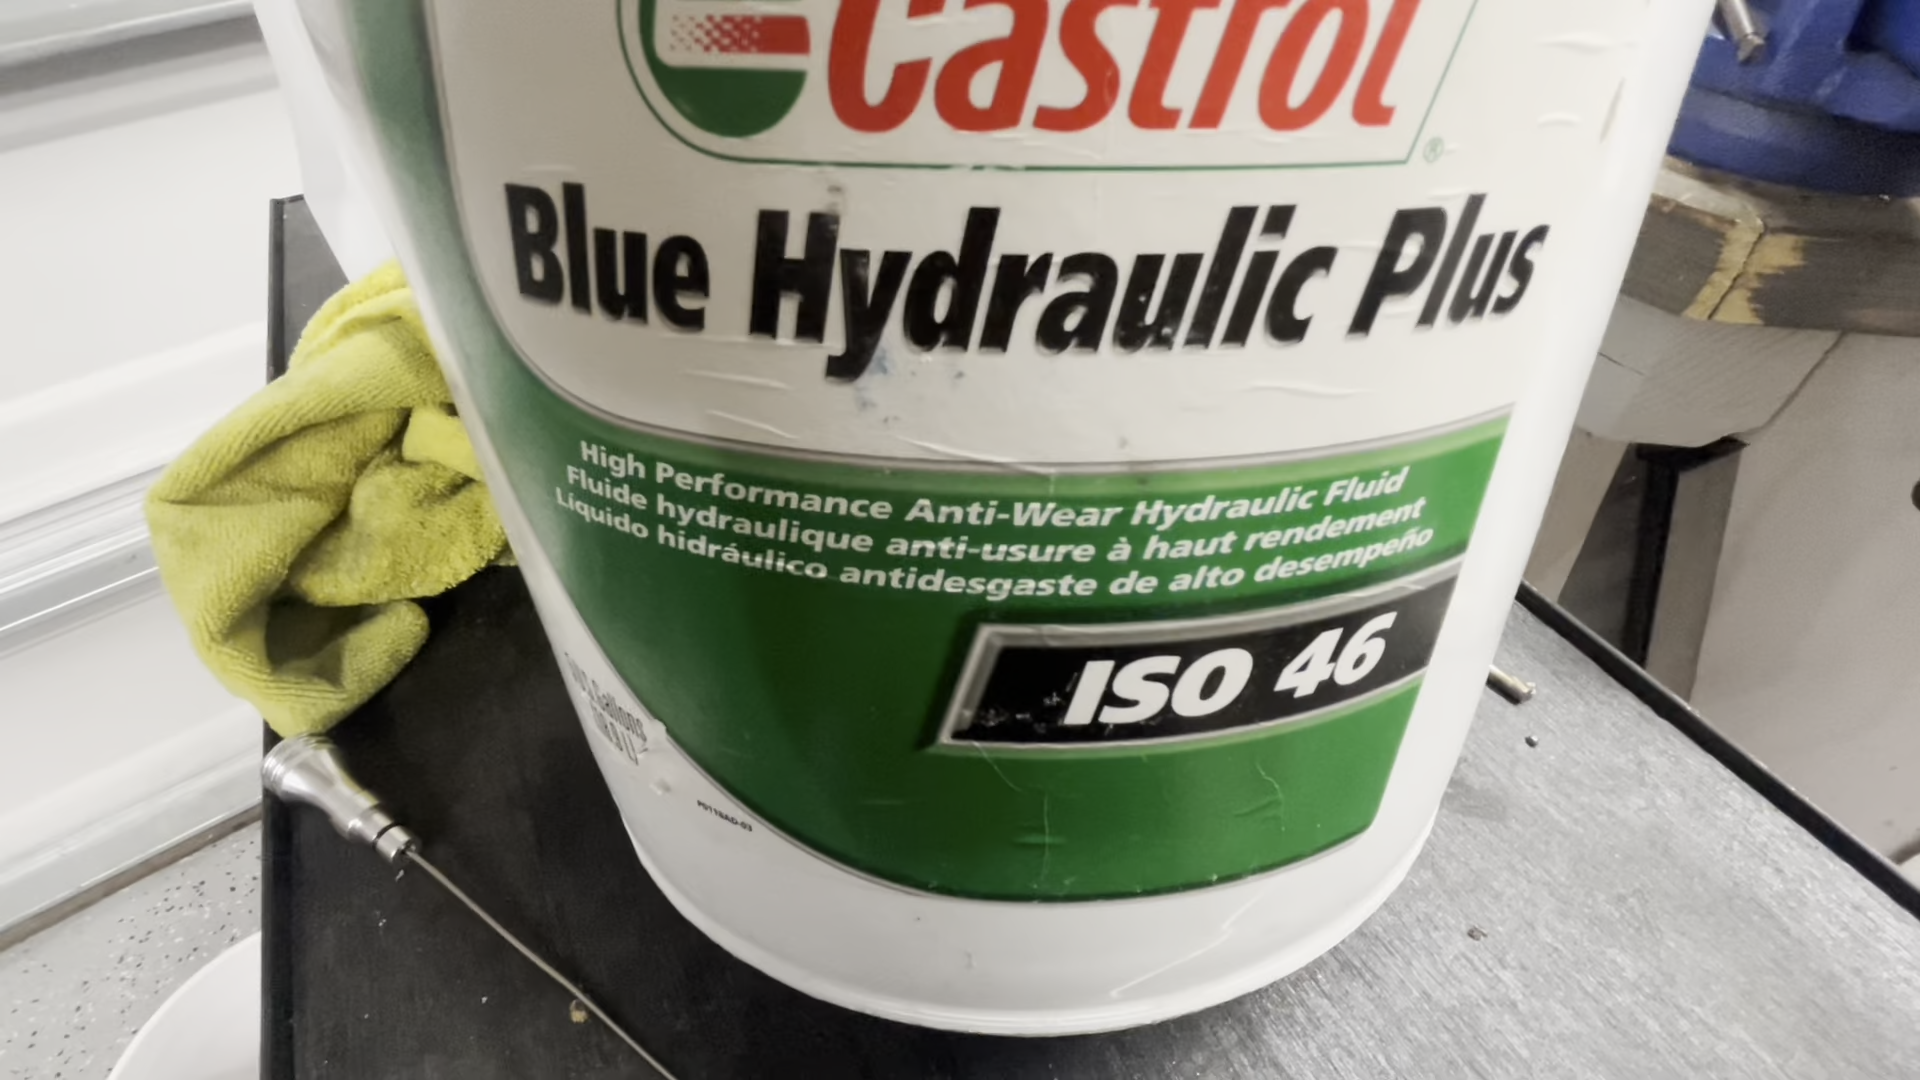 Castrol
®
Blue Hydraulic Plus
High Performance Anti-Wear Hydraulic Fluid
Fluide hydraulique anti-usure à haut rendement
Líquido hidráulico antidesgaste de alto desempeño
ISO 46
Gallons